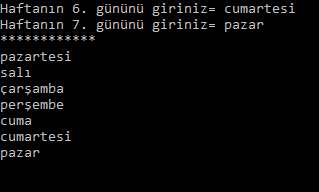 Haftanın 6. gününü giriniz= cumartesi
Haftanın 7. gününü giriniz= pazar
************
pazartesi
salı
çarşamba
perşembe
cuma
cumartesi
pazar